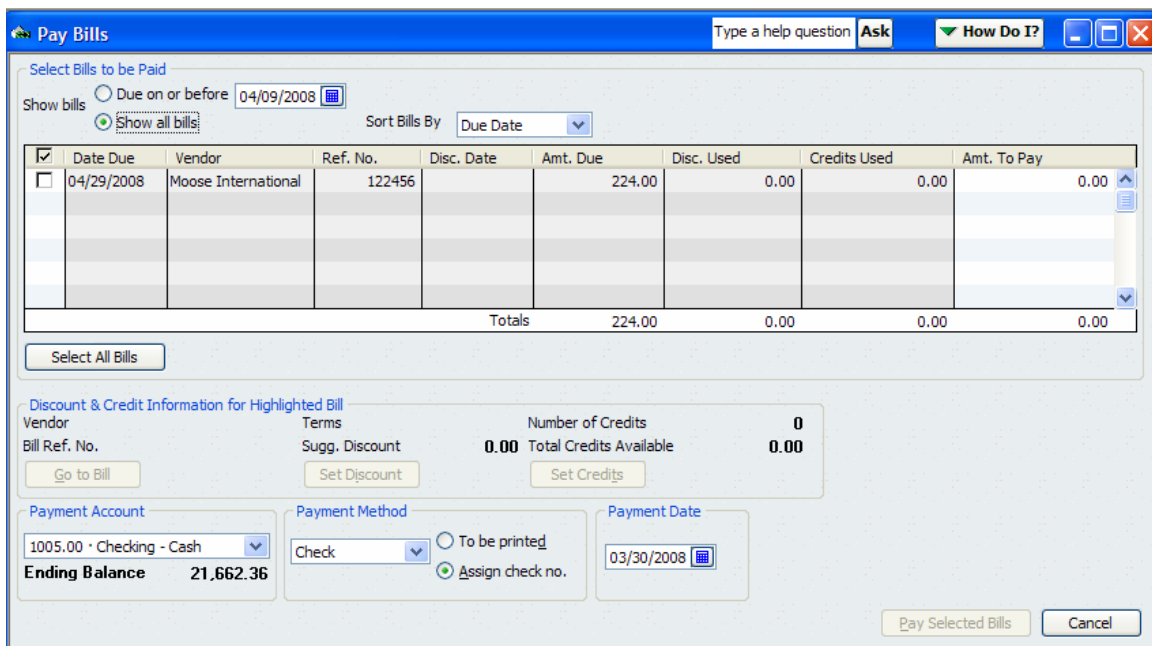 Pay Bills
Type a help question Ask How Do I?
Select Bills to be Paid
Show bills
Due on or before 04/09/2008
Show all bills
Sort Bills By Due Date
Date Due Vendor Ref. No. Disc. Date Amt. Due Disc. Used Credits Used Amt. To Pay
04/29/2008 Moose International 122456 224.00 0.00 0.00 0.00
Totals 224.00 0.00 0.00 0.00
Select All Bills
Discount & Credit Information for Highlighted Bill
Vendor Terms Number of Credits 0
Bill Ref. No. Sugg. Discount 0.00 Total Credits Available 0.00
Go to Bill Set Discount Set Credits
Payment Account Payment Method Payment Date
1005.00 · Checking - Cash Check To be printed 03/30/2008
Ending Balance 21,662.36 Assign check no.
Pay Selected Bills Cancel